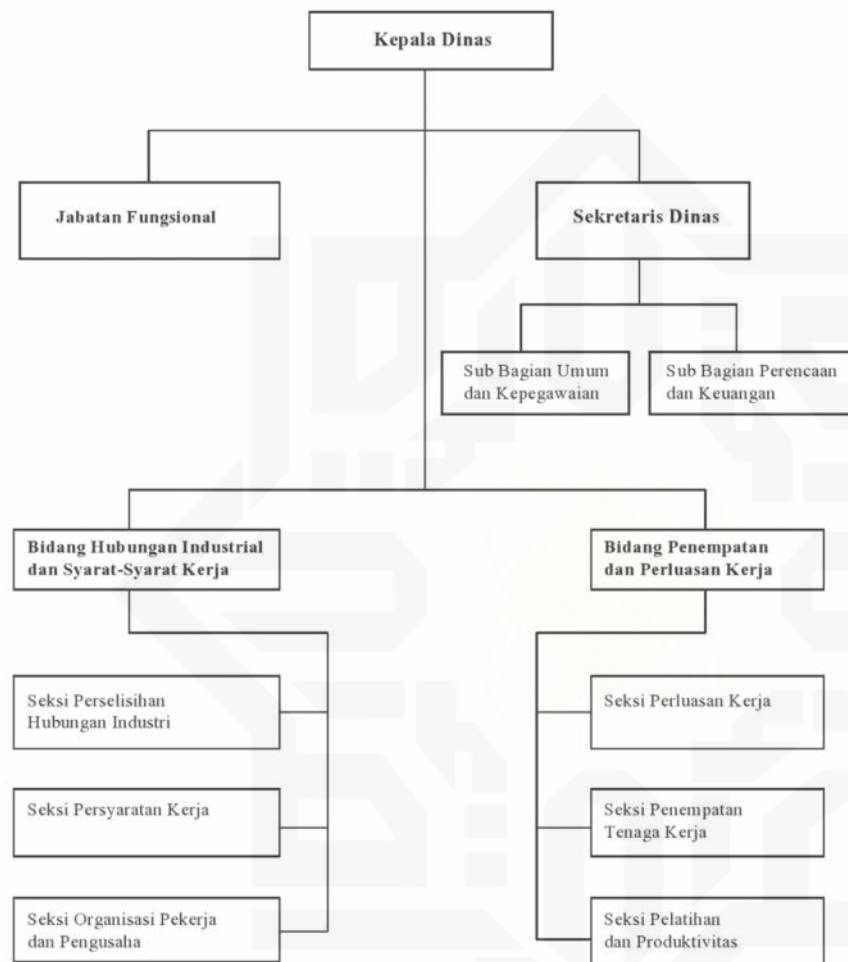 Kepala Dinas
Jabatan Fungsional
Sekretaris Dinas
Sub Bagian Umum
dan Kepegawaian
Sub Bagian Perencaan
dan Keuangan
Bidang Hubungan Industrial
dan Syarat-Syarat Kerja
Bidang Penempatan
dan Perluasan Kerja
Seksi Perselisihan
Hubungan Industri
Seksi Perluasan Kerja
Seksi Persyaratan Kerja
Seksi Penempatan
Tenaga Kerja
Seksi Organisasi Pekerja
dan Pengusaha
Seksi Pelatihan
dan Produktivitas